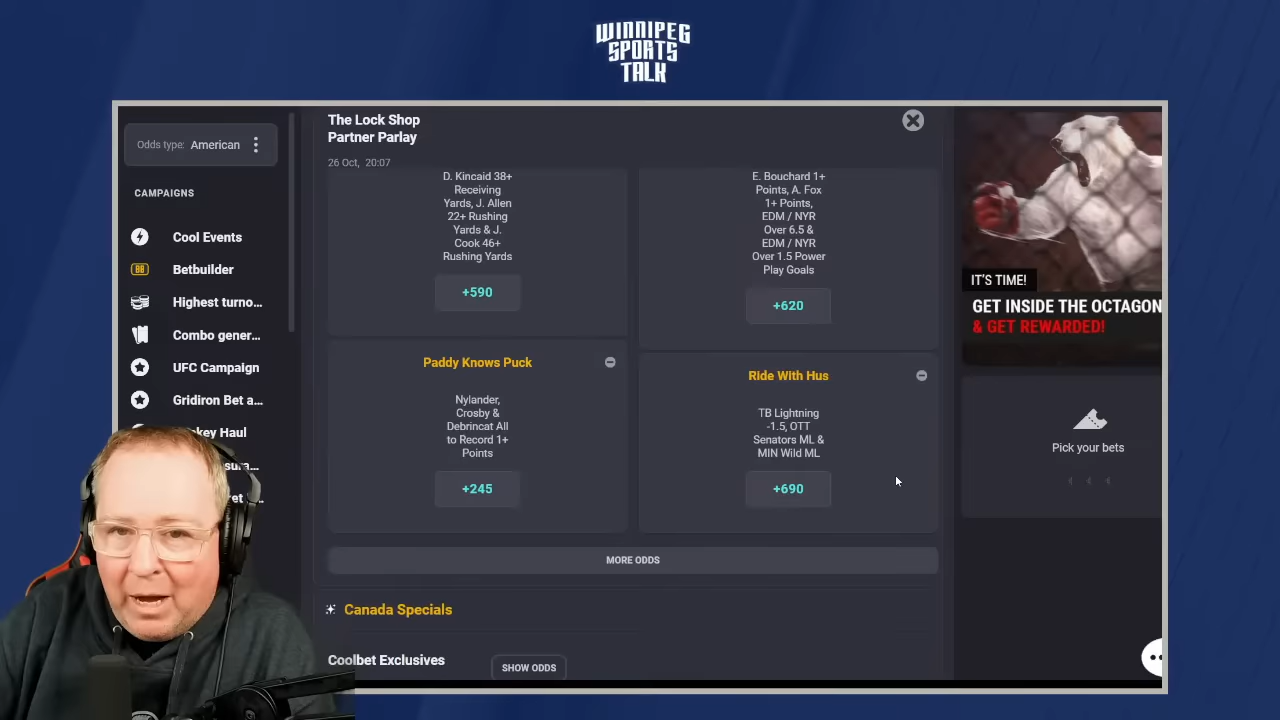 WINNIPEG
SPORTS
TALK
Odds type: American
CAMPAIGNS
Cool Events
Betbuilder
Highest turno...
Combo gener...
UFC Campaign
Gridiron Bet a...
key Haul
The Lock Shop
Partner Parlay
26 Oct, 20:07
D. Kincaid 38+
Receiving
Yards, J. Allen
22+ Rushing
Yards & J.
Cook 46+
Rushing Yards
+590
E. Bouchard 1+
Points, A. Fox
1+ Points,
EDM / NYR
Over 6.5 &
EDM / NYR
Over 1.5 Power
Play Goals
+620
Paddy Knows Puck
Nylander,
Crosby &
Debrincat All
to Record 1+
Points
+245
Ride WIth Hus
TB Lightning
-1.5, OTT
Senators ML &
MIN Wild ML
+690
MORE ODDS
Canada Specials
Coolbet Exclusives
SHOW ODDS
IT'S TIME!
GET INSIDE THE OCTAGON
& GET REWARDED!
Pick your bets